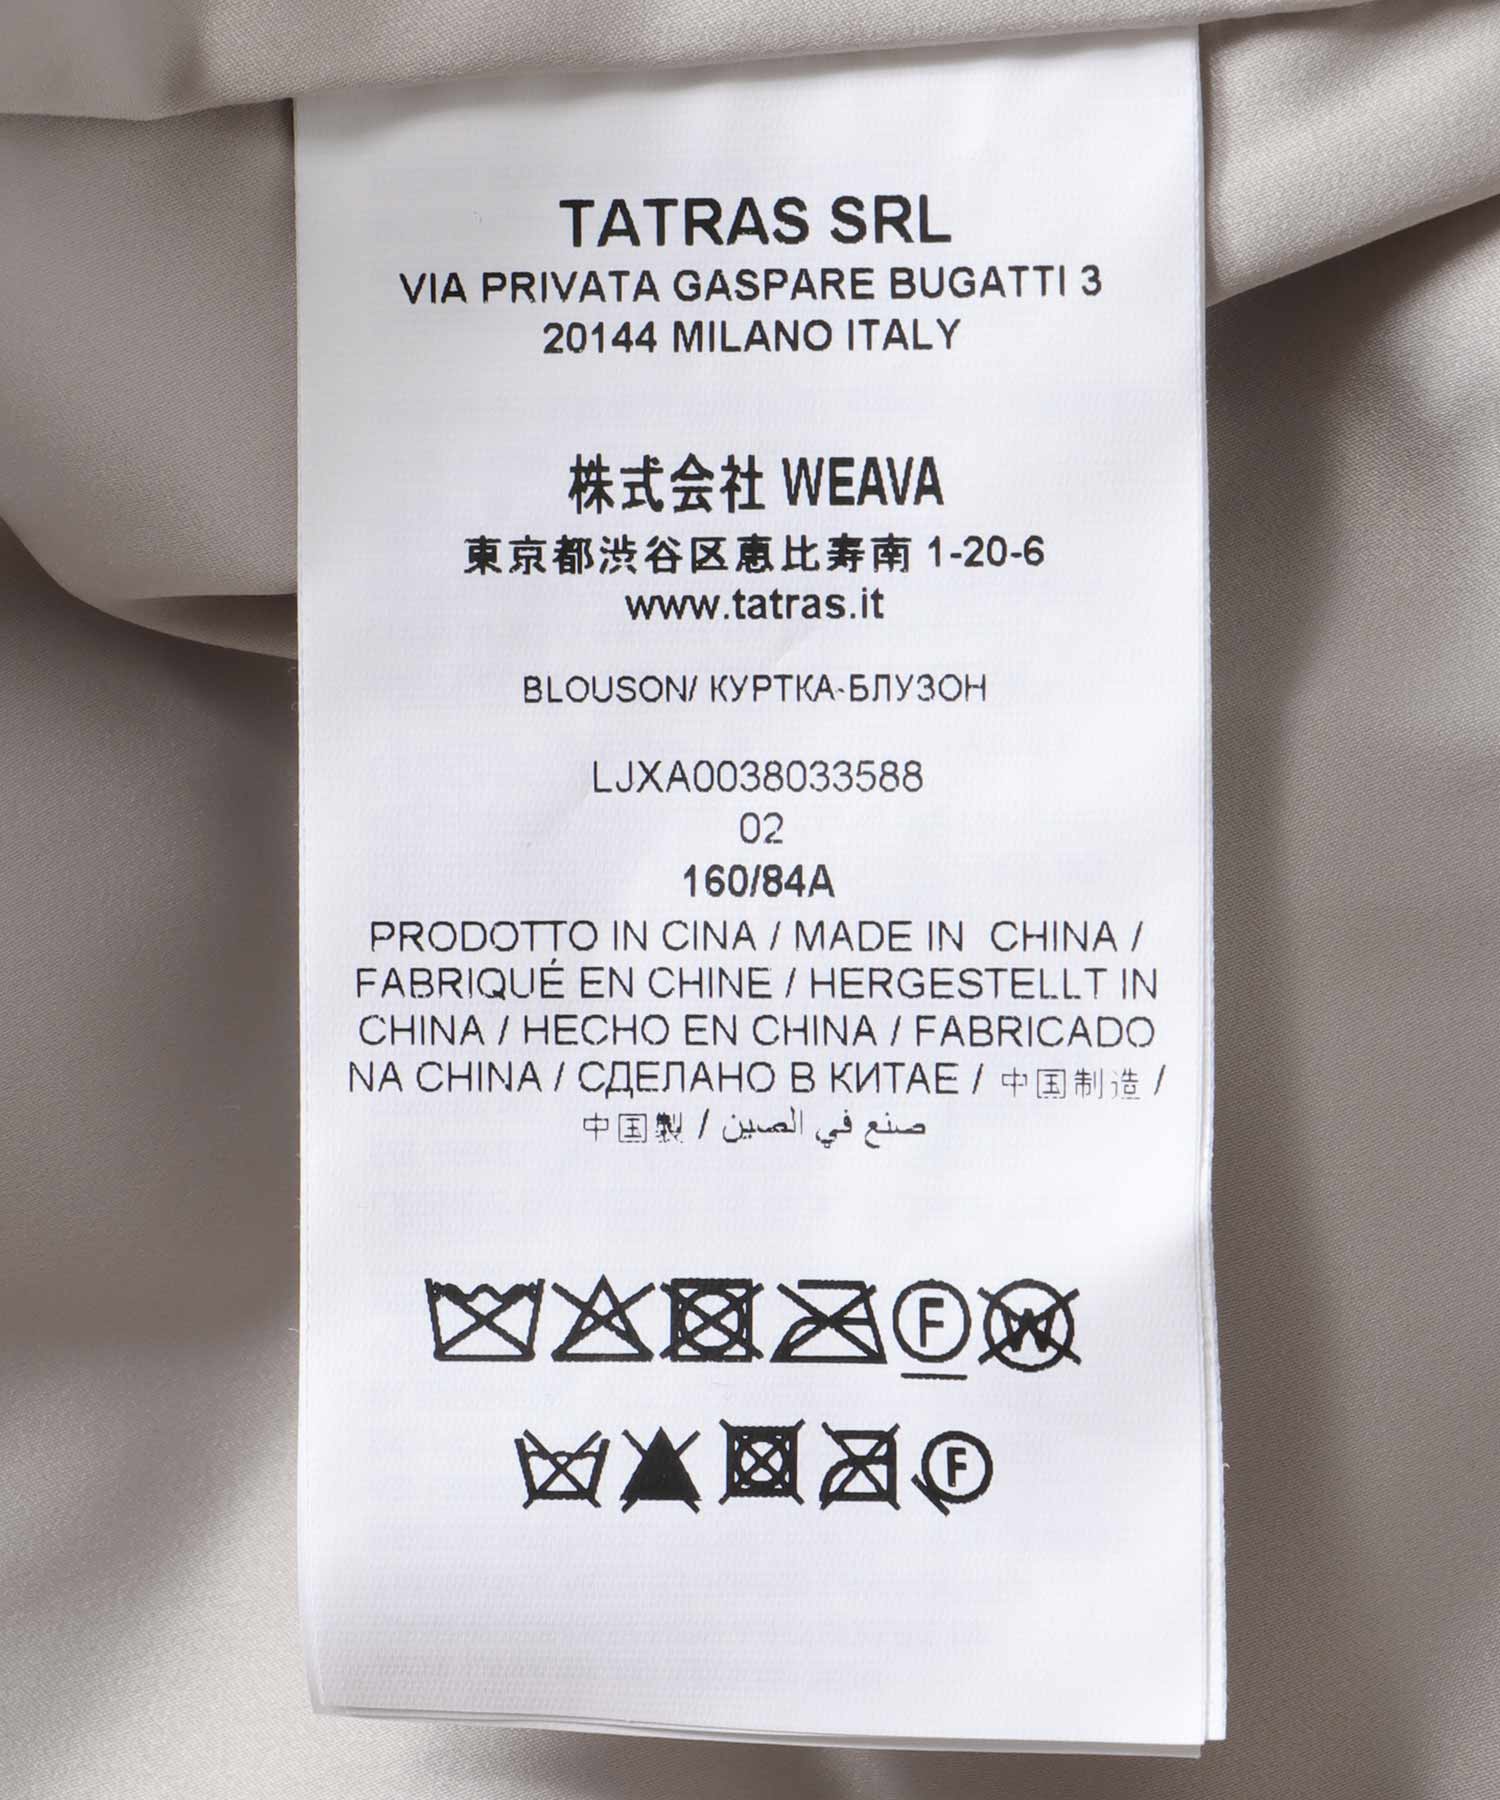 TATRAS SRL
VIA PRIVATA GASPARE BUGATTI 3
20144 MILANO ITALY
株式会社 WEAVA
東京都渋谷区恵比寿南 1-20-6
www.tatras.it
BLOUSON/ КУРТКА-БЛУЗОН
LJXA0038033588
02
160/84A
PRODOTTO IN CINA / MADE IN CHINA /
FABRIQUÉ EN CHINE / HERGESTELLT IN
CHINA / HECHO EN CHINA / FABRICADO
NA CHINA / СДЕЛАНО В КИТАЕ / 中国制造 /
中国製 / صنع في الصين
F W
F